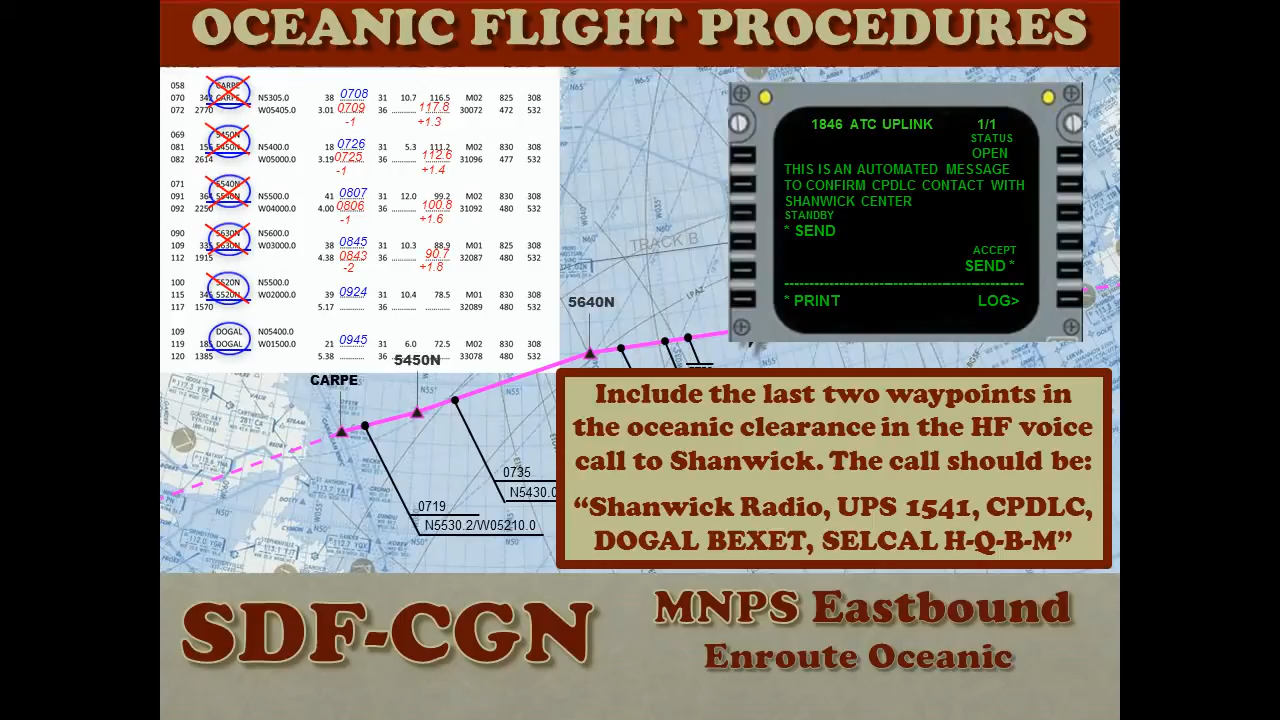 OCEANIC FLIGHT PROCEDURES
058 CARPE
070 342 CARPE N5305.0 38 0708 31 10.7 116.5 M02 825 308
072 2770 W05405.0 3.01 0709 36 117.8 30072 472 532
-1 +1.3
069 5450N
081 5450N N5400.0 18 0726 31 5.3 111.2 M02 830 308
082 2614 W05000.0 3.19 0725 36 112.6 31096 477 532
-1 +1.4
071 5540N
091 5540N N5500.0 41 0807 31 12.0 99.2 M02 830 308
092 2250 W04000.0 4.00 0806 36 100.8 31092 480 532
-1 +1.6
090 5630N N5600.0
109 5630N W03000.0 38 0845 31 10.3 88.9 M01 825 308
112 1915 4.38 0843 36 90.7 32087 480 532
-2 +1.8
100 5520N N5500.0
115 5520N W02000.0 39 0924 31 10.4 78.5 M01 830 308
117 1570 5.17 36 32089 480 532
109 DOGAL N05400.0
119 DOGAL W01500.0 21 0945 31 6.0 72.5 M01 830 308
120 1385 5.38 36 33078 480 532
1846 ATC UPLINK 1/1
STATUS
OPEN
THIS IS AN AUTOMATED MESSAGE
TO CONFIRM CPDLC CONTACT WITH
SHANWICK CENTER
STANDBY
* SEND
ACCEPT
SEND *
* PRINT LOG>
TRACK B
5640N
5450N
CARPE
0735
N5430.0
0719
N5530.2/W05210.0
Include the last two waypoints in
the oceanic clearance in the HF voice
call to Shanwick. The call should be:
“Shanwick Radio, UPS 1541, CPDLC,
DOGAL BEXET, SELCAL H-Q-B-M”
SDF-CGN
MNPS Eastbound
Enroute Oceanic